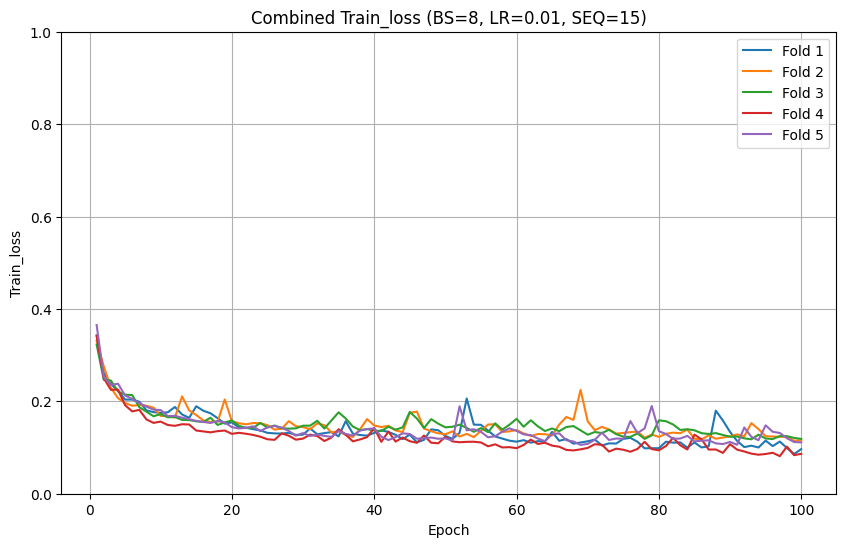 Combined Train_loss (BS=8, LR=0.01, SEQ=15)
Train_loss
1.0
0.8
0.6
0.4
0.2
0.0
Fold 1
Fold 2
Fold 3
Fold 4
Fold 5
0 20 40 60 80 100
Epoch